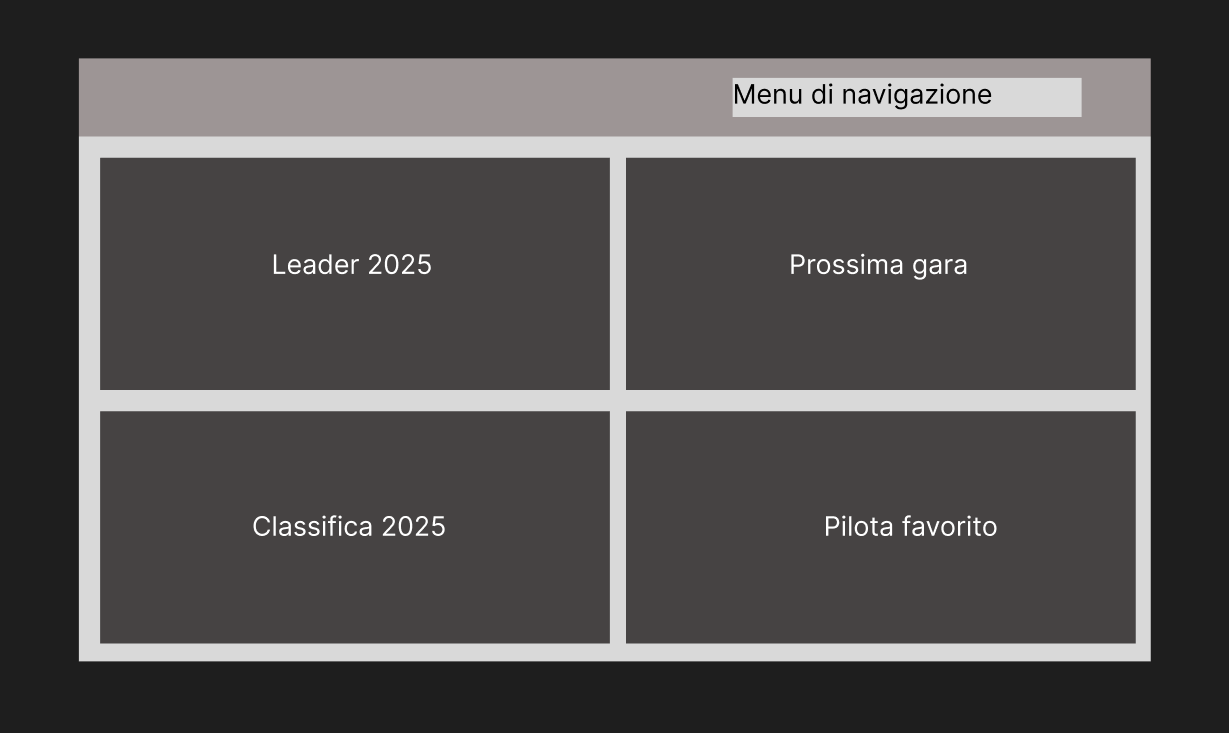 Menu di navigazione
Leader 2025
Prossima gara
Classifica 2025
Pilota favorito